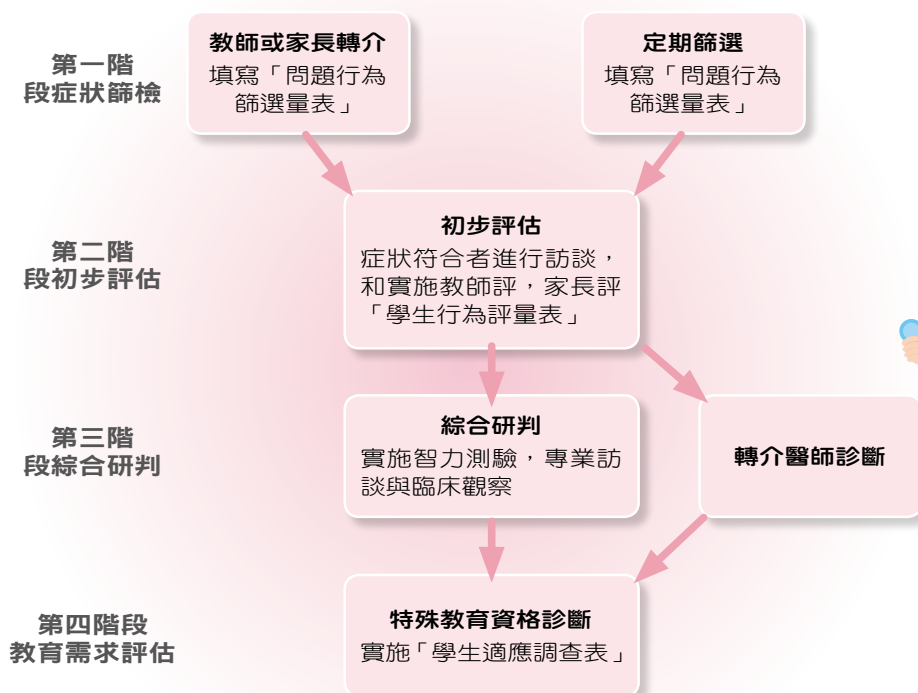 第一階
段症狀篩檢
教師或家長轉介
填寫「問題行為
篩選量表」
定期篩選
填寫「問題行為
篩選量表」
第二階
段初步評估
初步評估
症狀符合者進行訪談，
和實施教師評，家長評
「學生行為評量表」
第三階
段綜合研判
綜合研判
實施智力測驗，專業訪
談與臨床觀察
轉介醫師診斷
第四階段
教育需求評估
特殊教育資格診斷
實施「學生適應調查表」